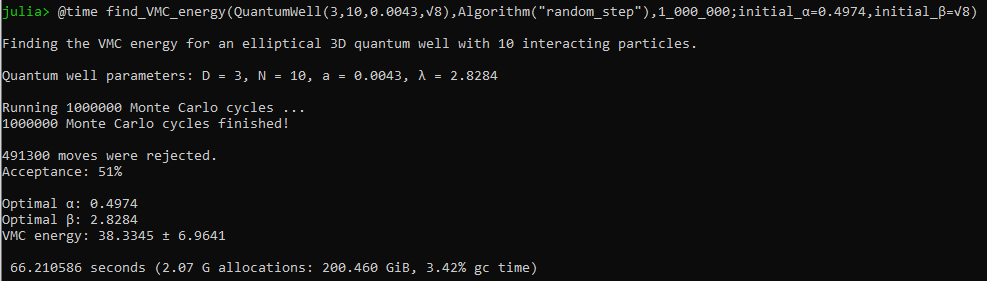 julia> @time find_VMC_energy(QuantumWell(3,10,0.0043,√8),Algorithm("random_step"),1_000_000;initial_α=0.4974,initial_β=√8)
Finding the VMC energy for an elliptical 3D quantum well with 10 interacting particles.
Quantum well parameters: D = 3, N = 10, a = 0.0043, λ = 2.8284
Running 1000000 Monte Carlo cycles ...
1000000 Monte Carlo cycles finished!
491300 moves were rejected.
Acceptance: 51%
Optimal α: 0.4974
Optimal β: 2.8284
VMC energy: 38.3345 ± 6.9641
66.210586 seconds (2.07 G allocations: 200.460 GiB, 3.42% gc time)